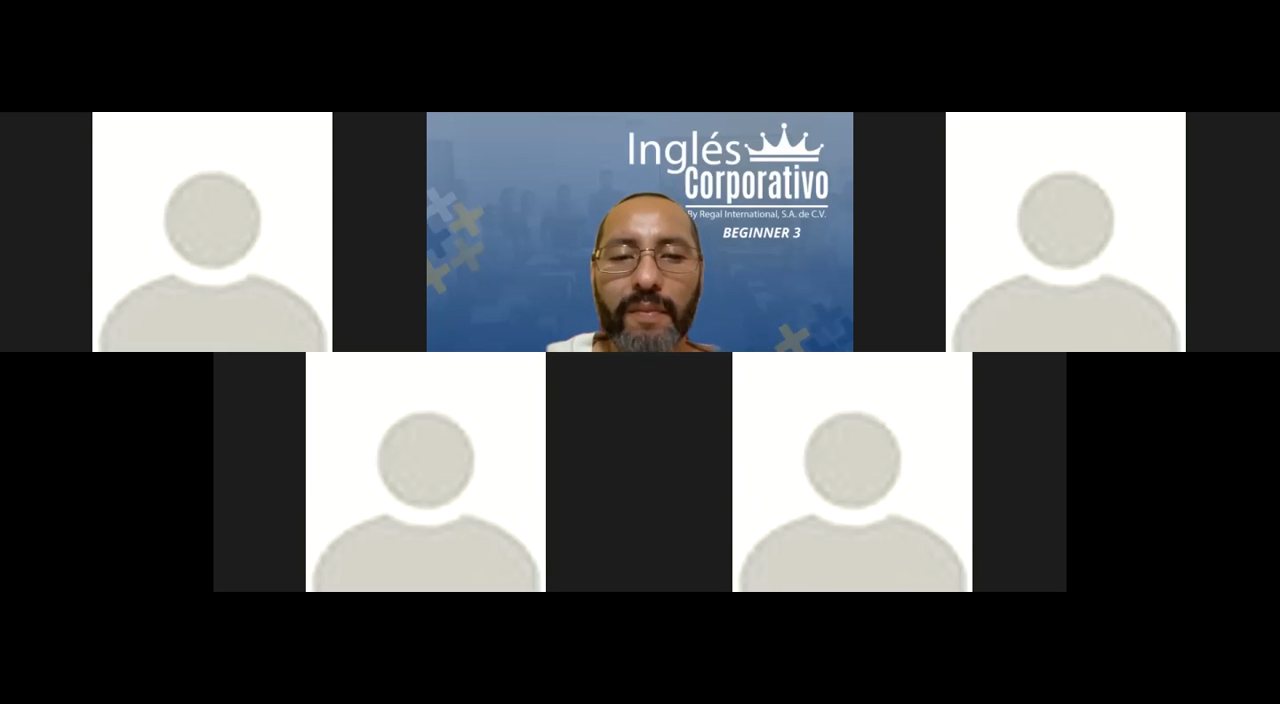 Inglés
Corporativo
By Regal International, S.A. de C.V.
BEGINNER 3